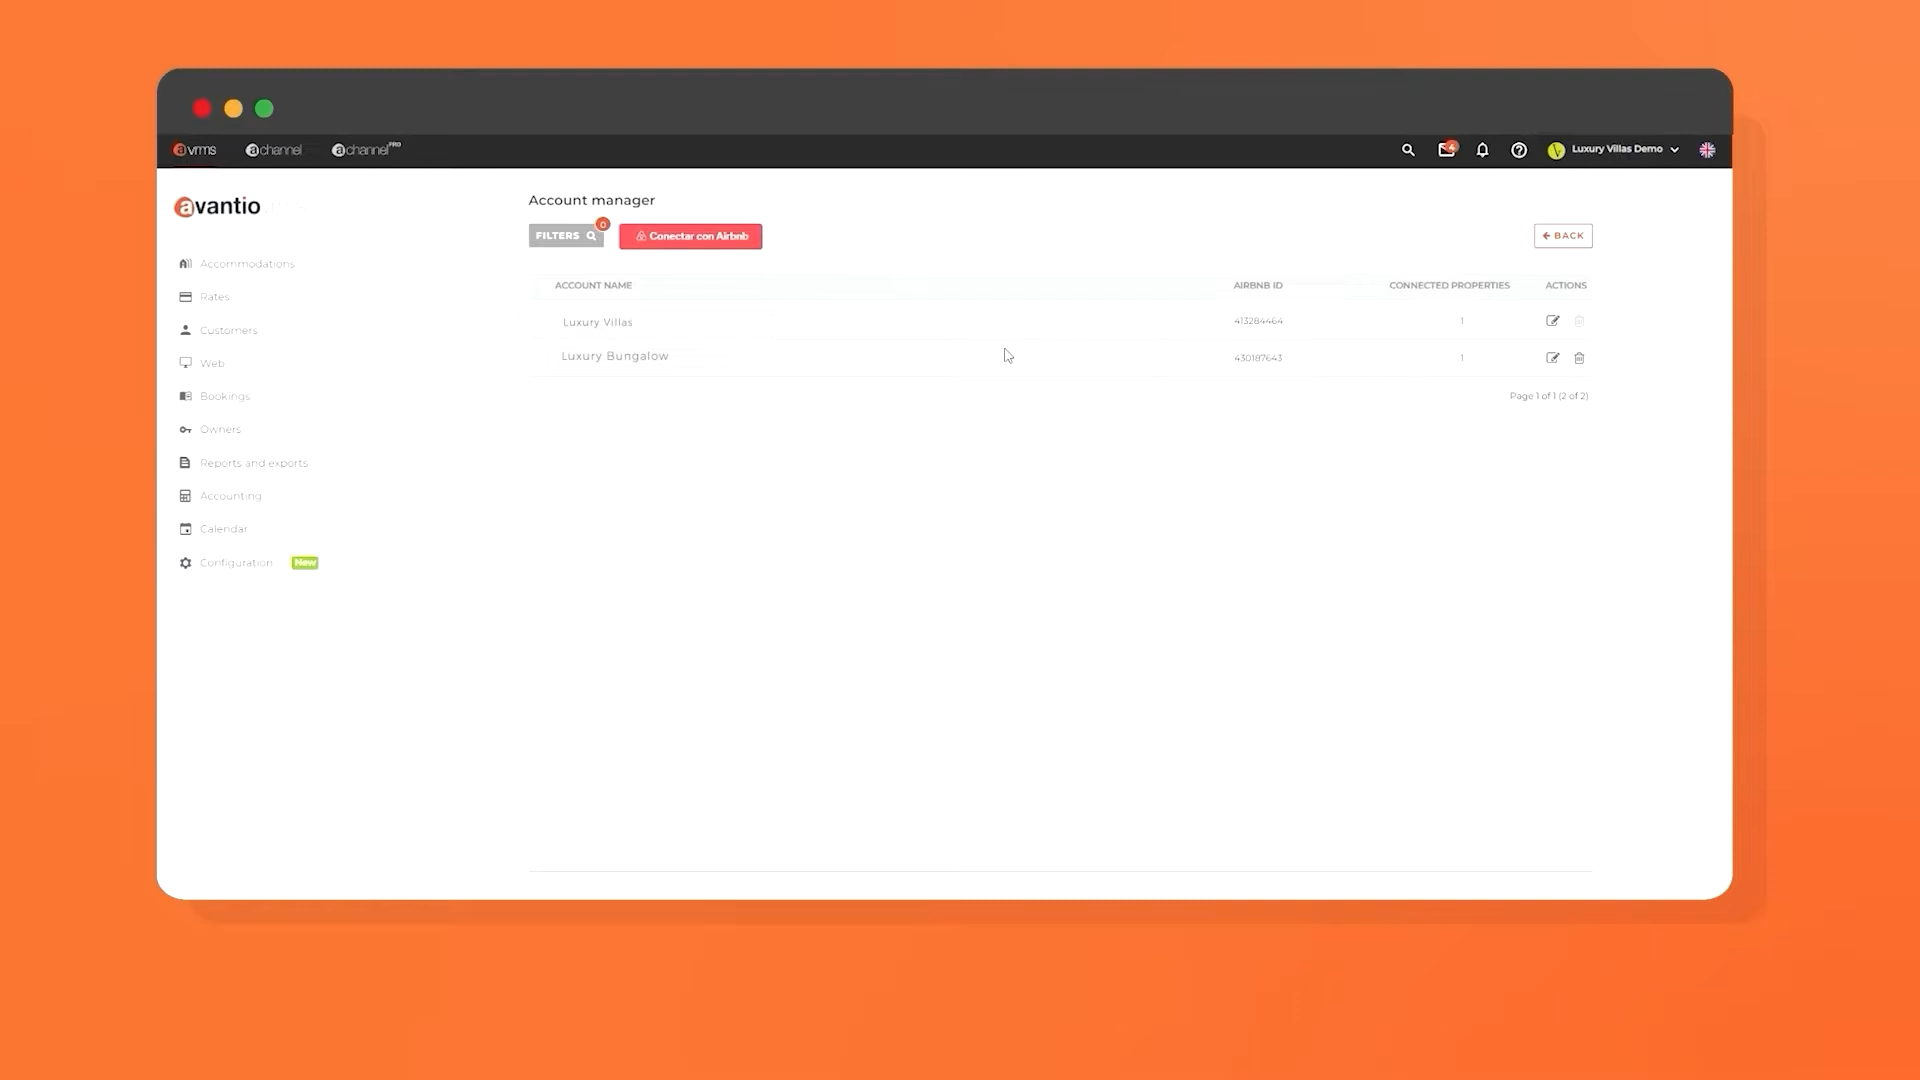 avrms achannel achannel PRO 4 Luxury Villas Demo
avantio
Accommodations
Rates
Customers
Web
Bookings
Owners
Reports and exports
Accounting
Calendar
Configuration New
Account manager
FILTERS 0 Conectar con Airbnb BACK
ACCOUNT NAME AIRBNB ID CONNECTED PROPERTIES ACTIONS
Luxury Villas 413284464 1
Luxury Bungalow 430187643 1
Page 1 of 1 (2 of 2)